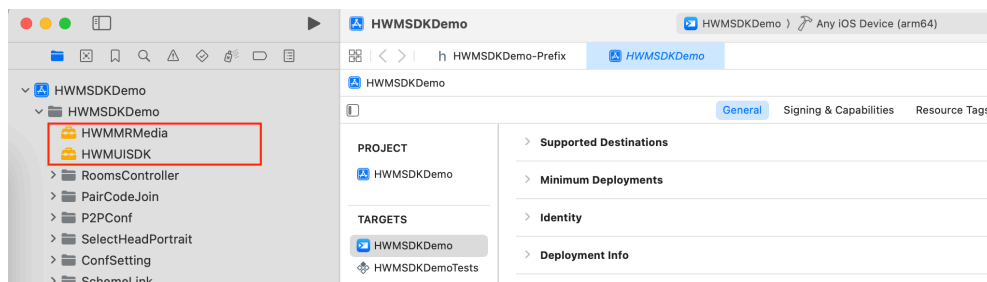 HWMSDKDemo
HWMSDKDemo 〉 Any iOS Device (arm64)
h HWMSDKDemo-Prefix
HWMSDKDemo
HWMSDKDemo
HWMSDKDemo
HWMSDKDemo
HWMMRMedia
HWMUISDK
RoomsController
PairCodeJoin
P2PConf
SelectHeadPortrait
ConfSetting
SchemeLink
General
Signing & Capabilities
Resource Tags
PROJECT
HWMSDKDemo
TARGETS
HWMSDKDemo
HWMSDKDemoTests
Supported Destinations
Minimum Deployments
Identity
Deployment Info